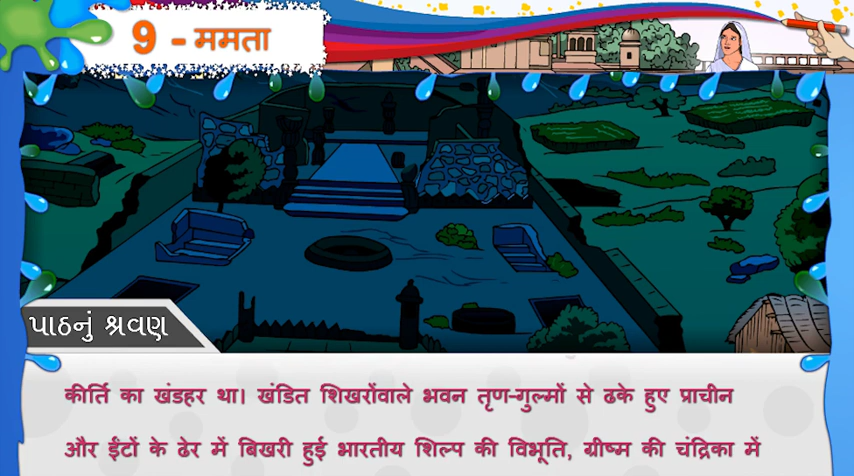 9 - ममता
પાઠનું શ્રવણ
कीर्ति का खंडहर था। खंडित शिखरोंवाले भवन तृण-गुल्मों से ढके हुए प्राचीन
और ईंटों के ढेर में बिखरी हुई भारतीय शिल्प की विभूति, ग्रीष्म की चंद्रिका में